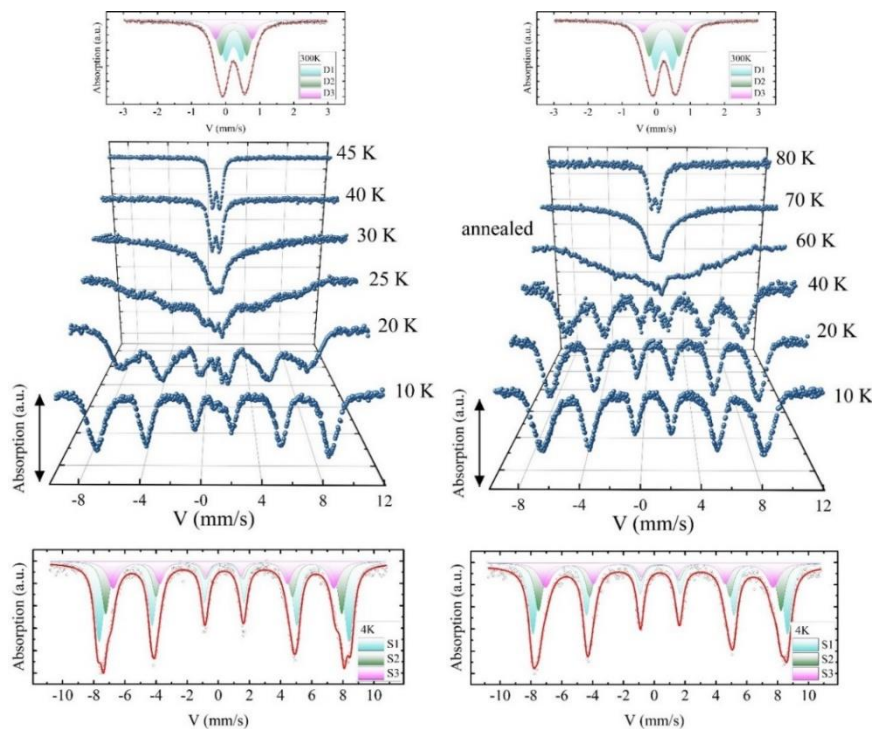 Absorption (a.u.)
300K
D1
D2
D3
-3 -2 -1 0 1 2 3
V (mm/s)
Absorption (a.u.)
300K
D1
D2
D3
-3 -2 -1 0 1 2 3
V (mm/s)
45 K
40 K
30 K
25 K
20 K
10 K
Absorption (a.u.)
-8 -4 -0 4 8 12
V (mm/s)
annealed
80 K
70 K
60 K
40 K
20 K
10 K
Absorption (a.u.)
-8 -4 -0 4 8 12
V (mm/s)
Absorption (a.u.)
4K
S1
S2
S3
-10 -8 -6 -4 -2 0 2 4 6 8 10
V (mm/s)
Absorption (a.u.)
4K
S1
S2
S3
-10 -8 -6 -4 -2 0 2 4 6 8 10
V (mm/s)